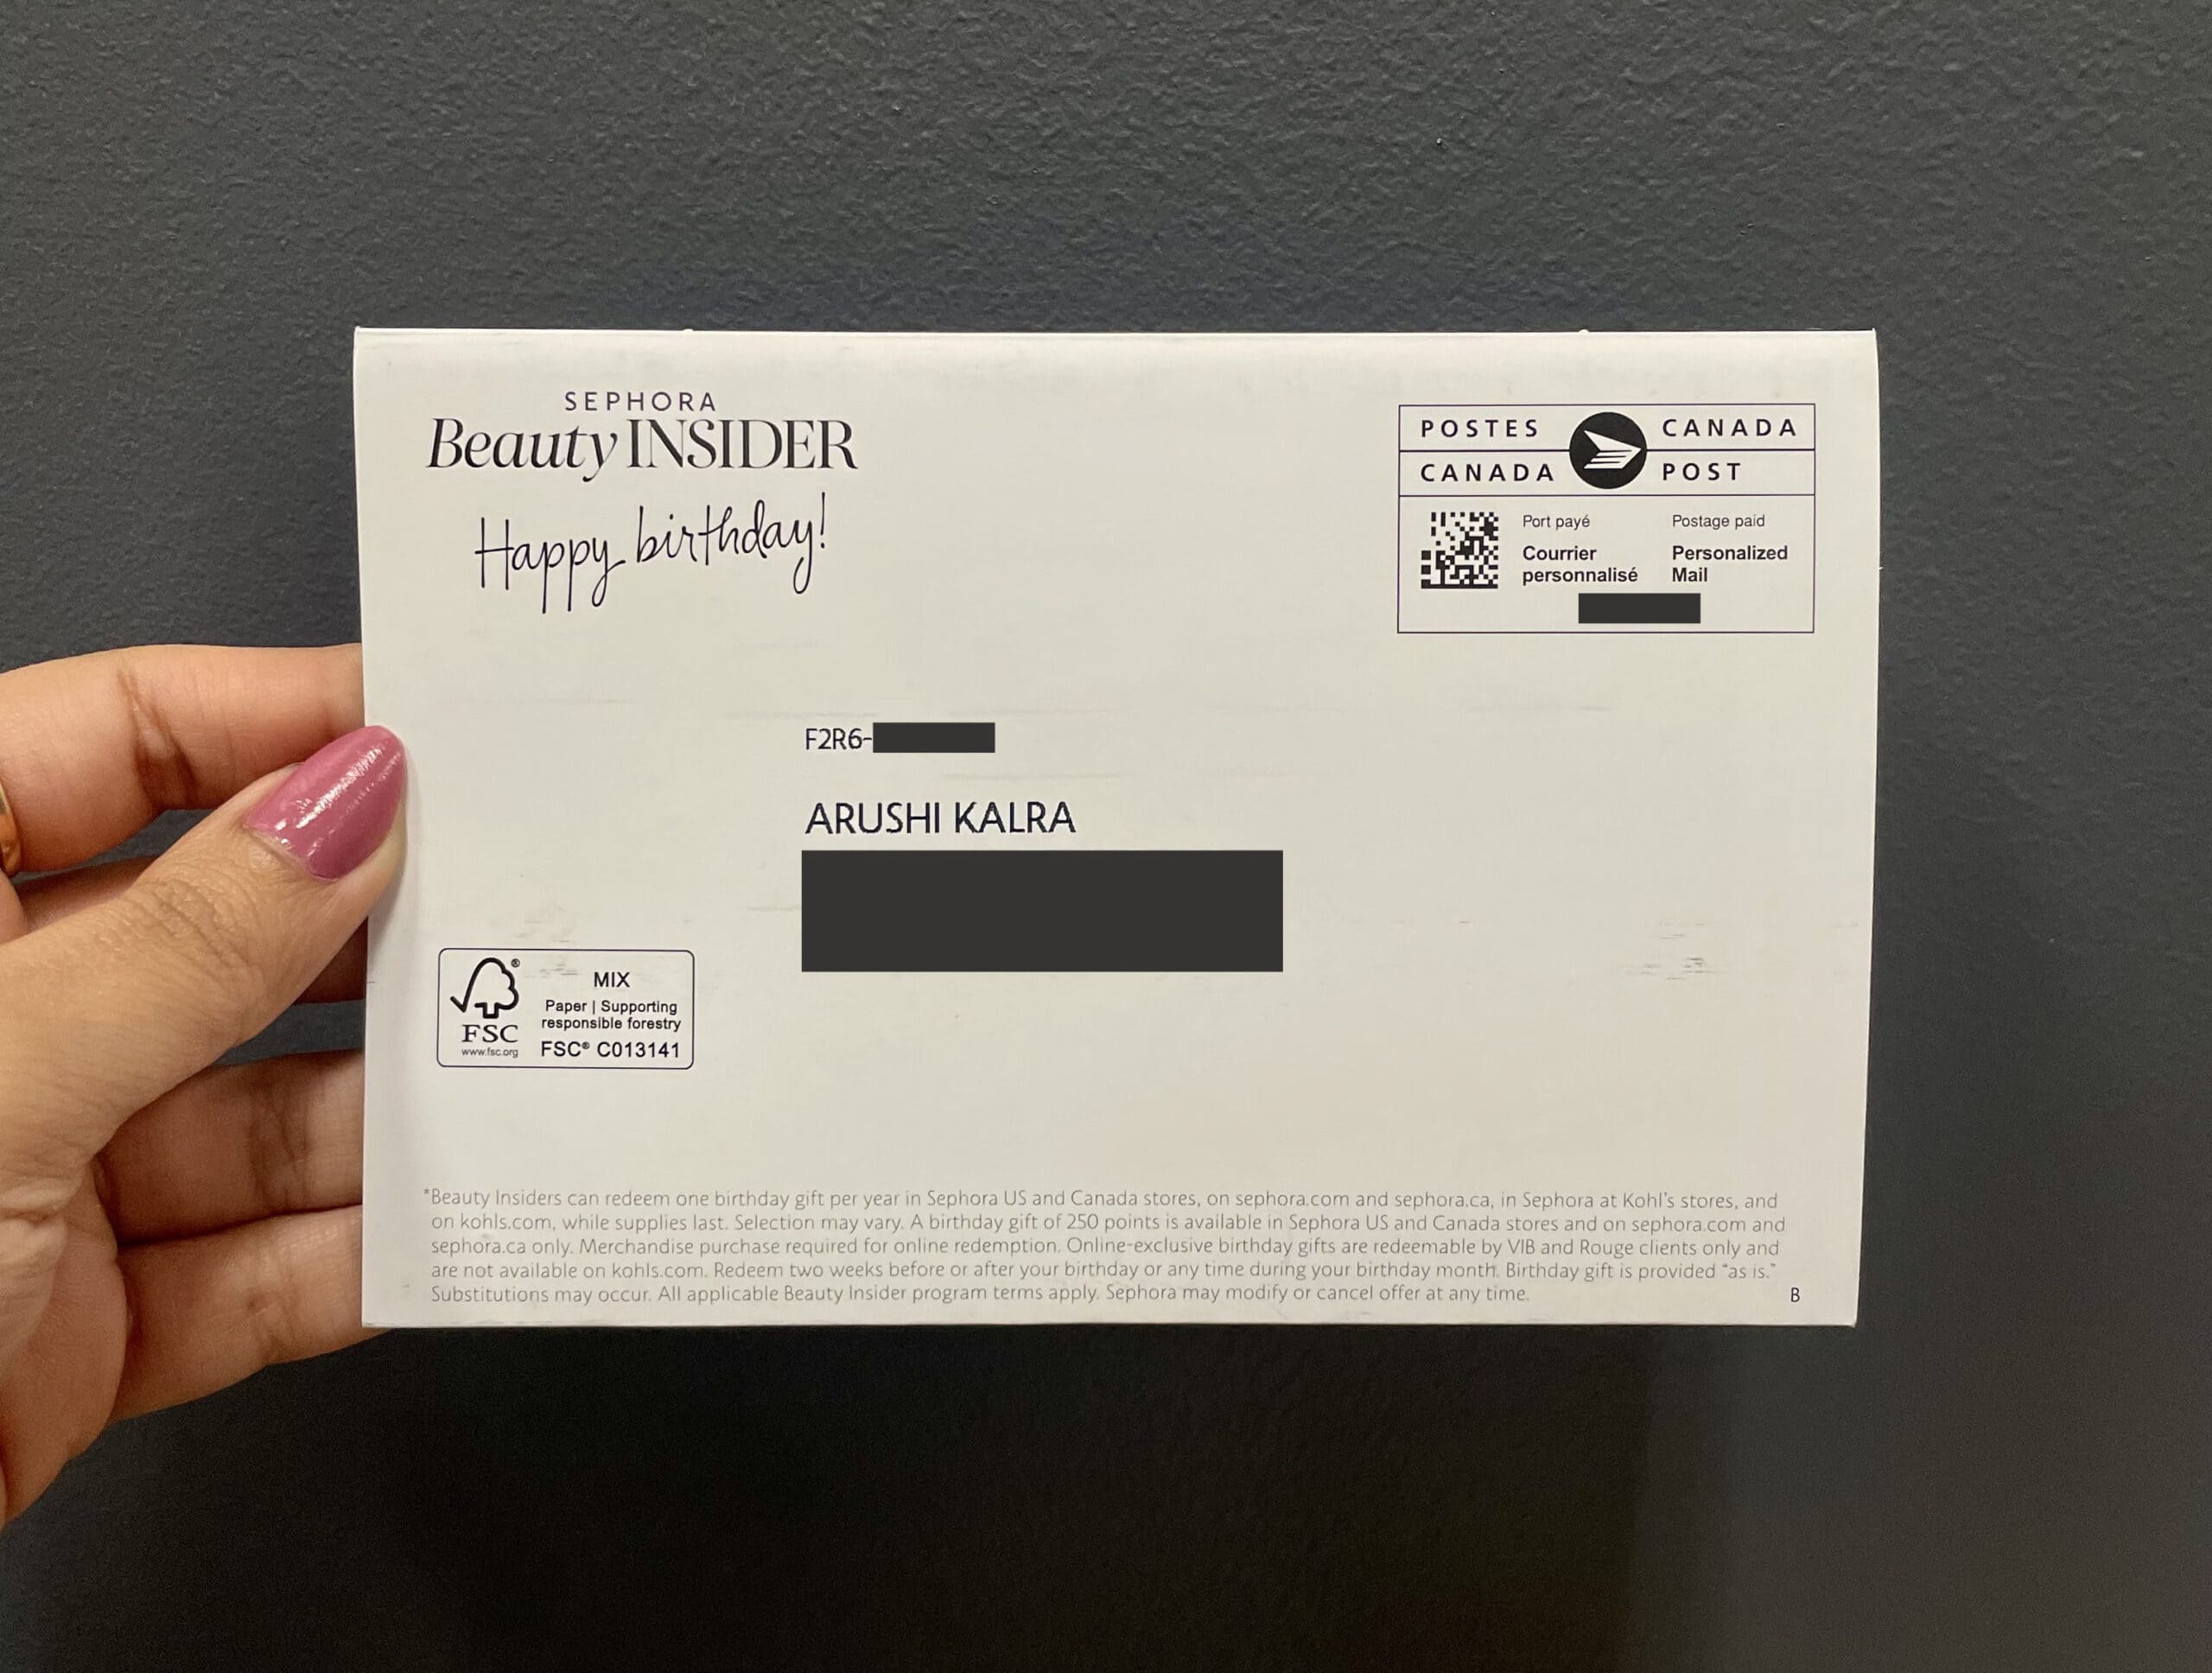 SEPHORA
Beauty INSIDER
Happy birthday!
POSTES CANADA
CANADA POST
Port payé Postage paid
Courrier Personalized
personnalisé Mail
F2R6-
ARUSHI KALRA
MIX
Paper | Supporting
responsible forestry
FSC® C013141
®
FSC
www.fsc.org
*Beauty Insiders can redeem one birthday gift per year in Sephora US and Canada stores, on sephora.com and sephora.ca, in Sephora at Kohl's stores, and
on kohls.com, while supplies last. Selection may vary. A birthday gift of 250 points is available in Sephora US and Canada stores and on sephora.com and
sephora.ca only. Merchandise purchase required for online redemption. Online-exclusive birthday gifts are redeemable by VIB and Rouge clients only and
are not available on kohls.com. Redeem two weeks before or after your birthday or any time during your birthday month. Birthday gift is provided "as is."
Substitutions may occur. All applicable Beauty Insider program terms apply. Sephora may modify or cancel offer at any time.
B